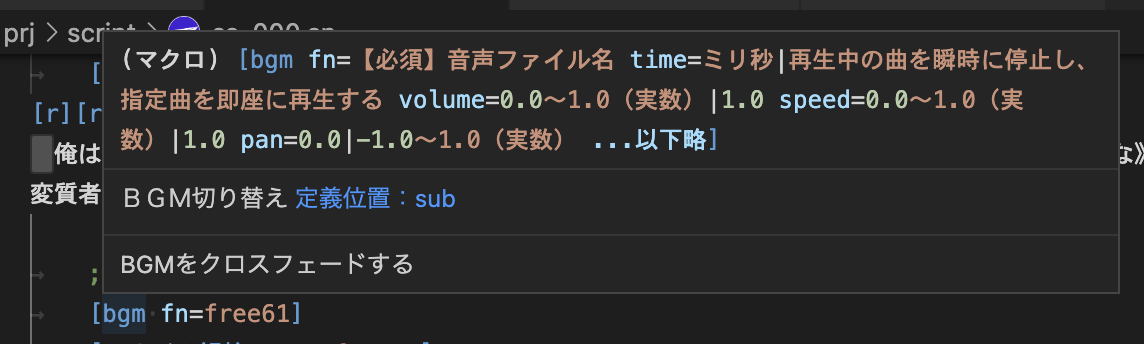 prj > script >
(マクロ) [bgm fn=【必須】音声ファイル名 time=ミリ秒|再生中の曲を瞬時に停止し、
指定曲を即座に再生する volume=0.0〜1.0（実数）|1.0 speed=0.0〜1.0（実
数）|1.0 pan=0.0|-1.0〜1.0（実数） ...以下略]
[r][r
俺は
な》
変質者
ＢＧＭ切り替え 定義位置：sub
BGMをクロスフェードする
;
[bgm fn=free61]